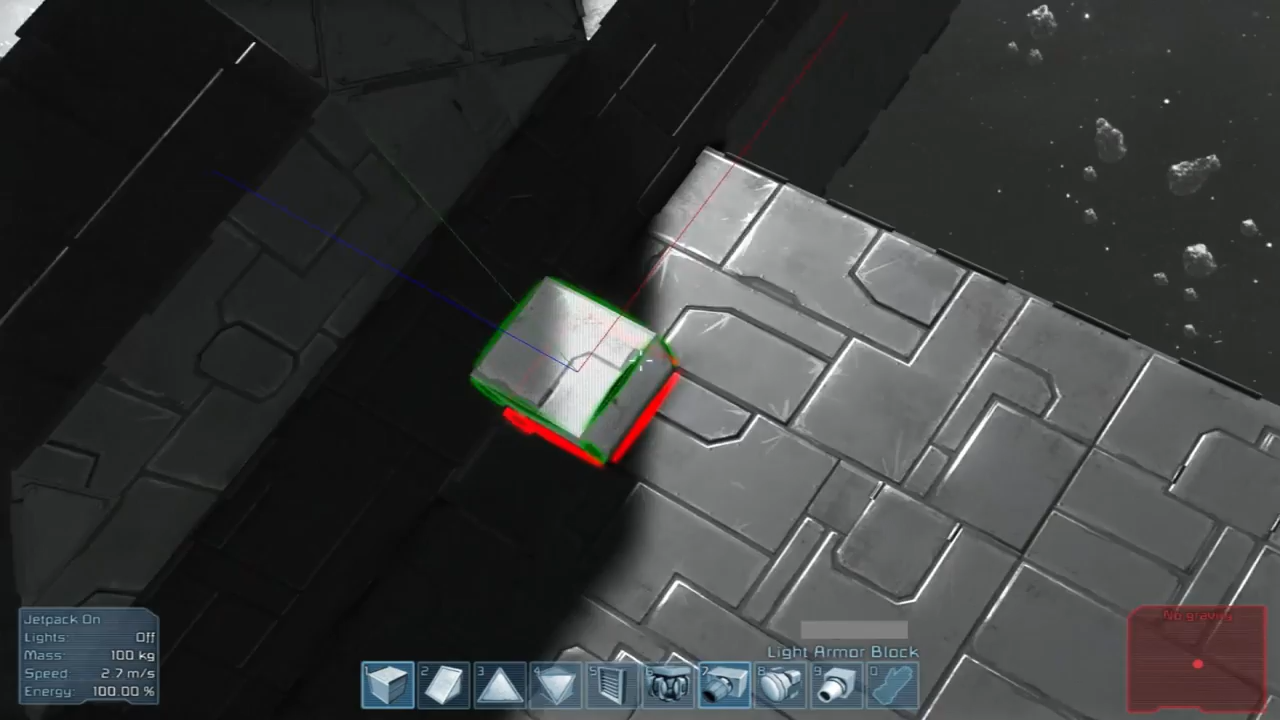 Jetpack On
Lights: Off
Mass: 100 kg
Speed: 2.7 m/s
Energy: 100.00 %
No gravity
Light Armor Block
1 2 3 4 5 6 7 8 9 0